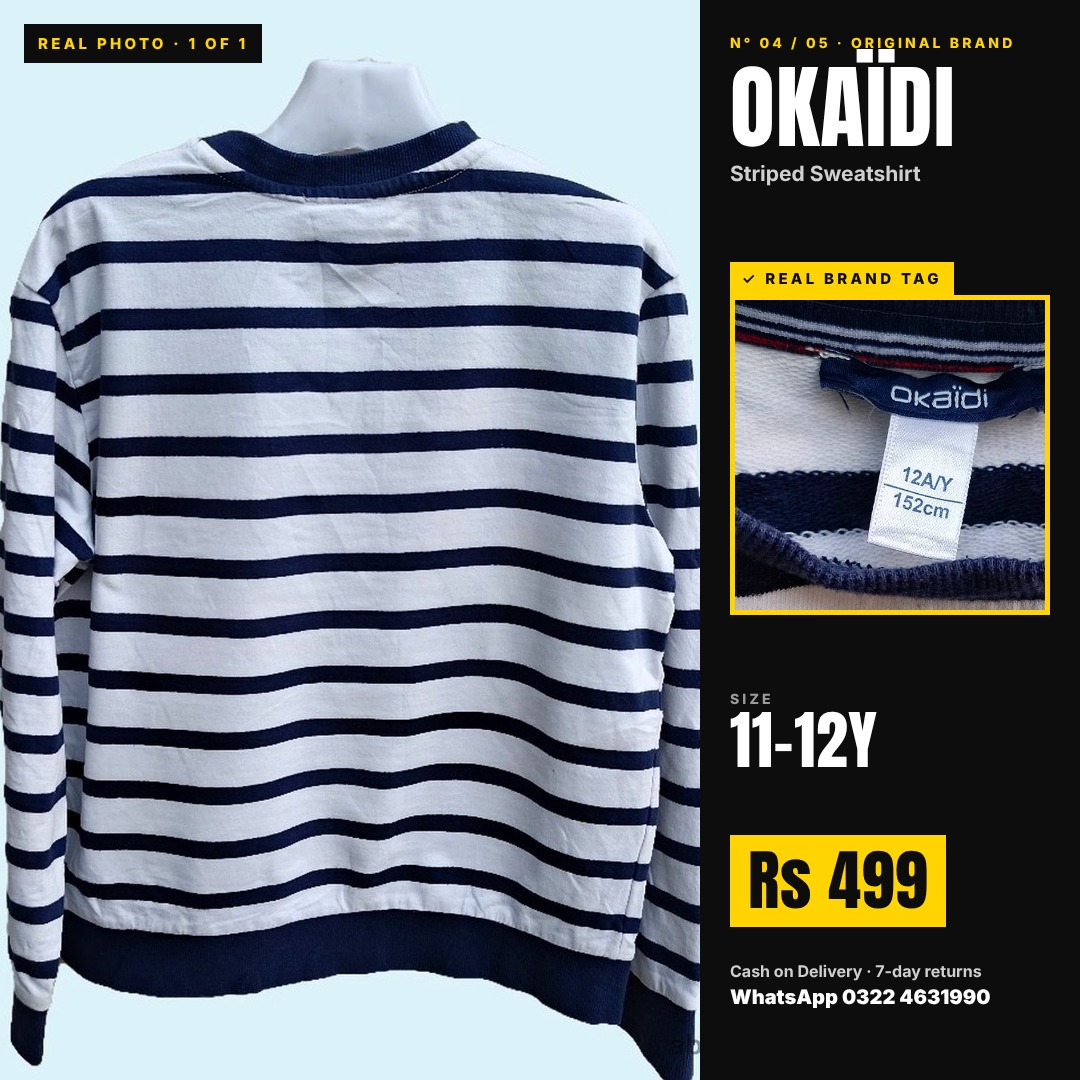 REAL PHOTO · 1 OF 1
N° 04 / 05 · ORIGINAL BRAND
OKAÏDI
Striped Sweatshirt
✓ REAL BRAND TAG
okaïdi
12A/Y
152cm
SIZE
11-12Y
Rs 499
Cash on Delivery · 7-day returns
WhatsApp 0322 4631990